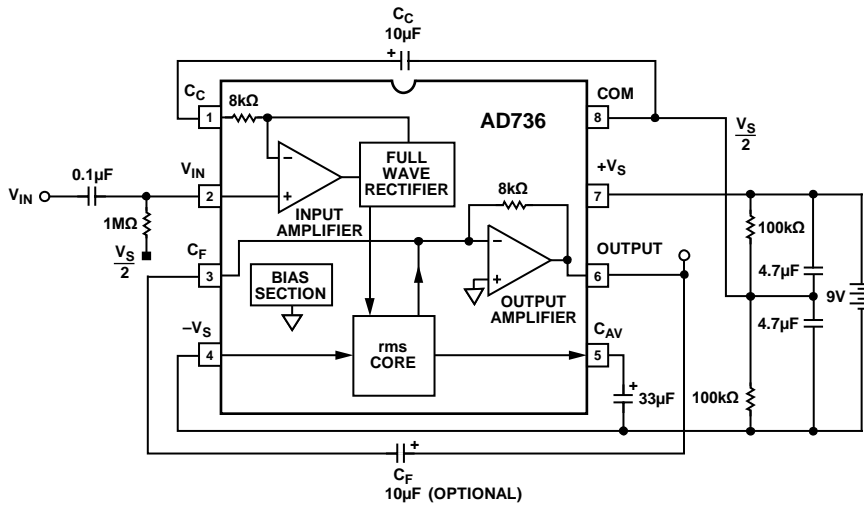 C_C
10µF
+
C_C
8kΩ
COM
1
8
AD736
V_S
2
FULL
WAVE
RECTIFIER
−
+
0.1µF
V_IN
V_IN
2
+V_S
7
8kΩ
INPUT
AMPLIFIER
1MΩ
V_S
2
C_F
3
100kΩ
OUTPUT
−
+
6
4.7µF
BIAS
SECTION
OUTPUT
AMPLIFIER
9V
4.7µF
−V_S
4
rms
CORE
C_AV
5
+
33µF
100kΩ
+
C_F
10µF (OPTIONAL)